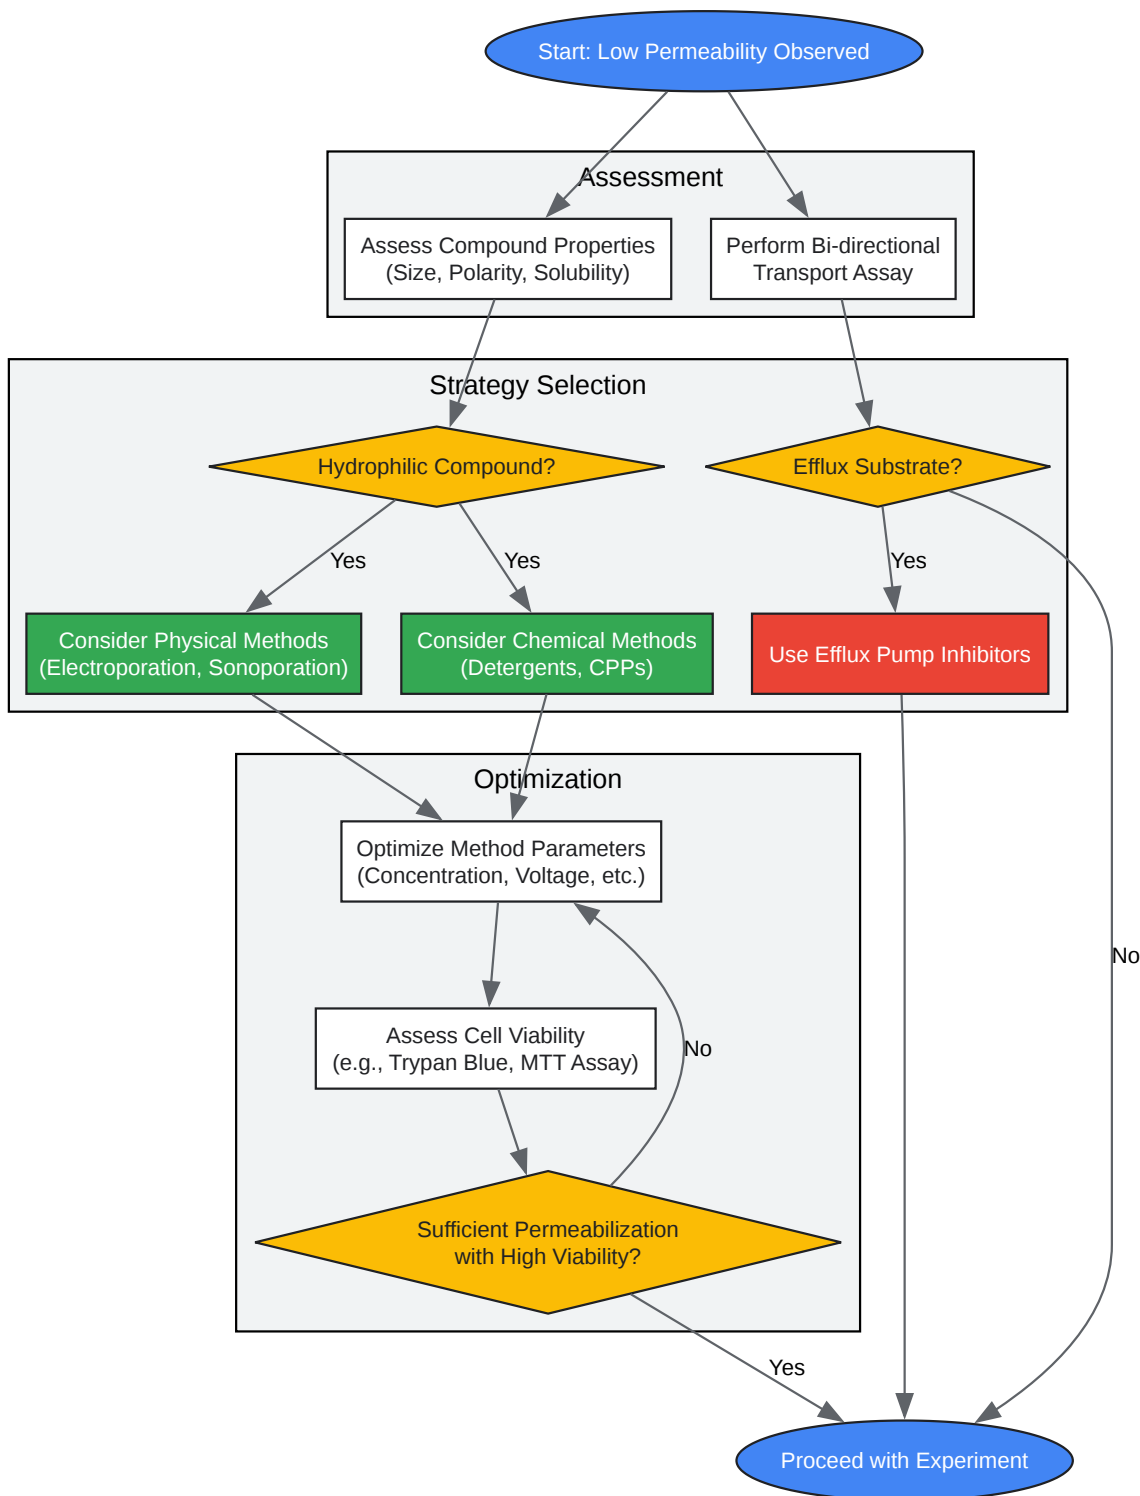 Start: Low Permeability Observed
Assessment
Assess Compound Properties
(Size, Polarity, Solubility)
Perform Bi-directional
Transport Assay
Strategy Selection
Hydrophilic Compound?
Efflux Substrate?
Yes
Yes
Yes
Consider Physical Methods
(Electroporation, Sonoporation)
Consider Chemical Methods
(Detergents, CPPs)
Use Efflux Pump Inhibitors
Optimization
Optimize Method Parameters
(Concentration, Voltage, etc.)
No
Assess Cell Viability
(e.g., Trypan Blue, MTT Assay)
No
Sufficient Permeabilization
with High Viability?
Yes
Proceed with Experiment